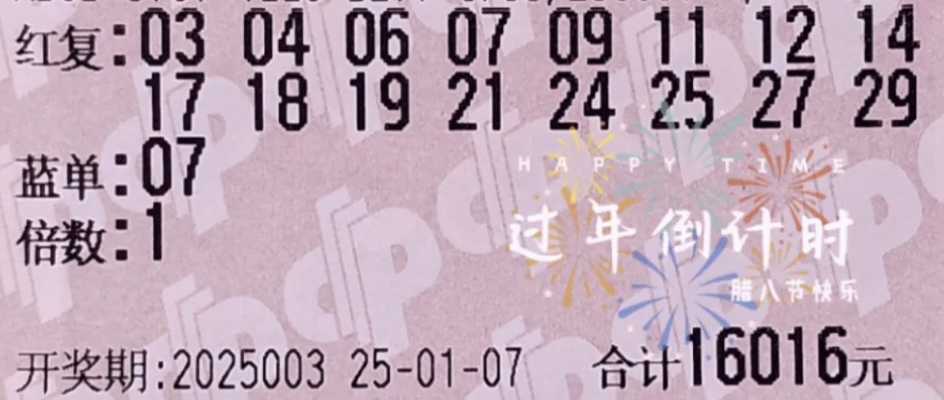 红复:03 04 06 07 09 11 12 14
17 18 19 21 24 25 27 29
蓝单:07
倍数:1
HAPPY TIME
过年倒计时
腊八节快乐
开奖期:2025003 25-01-07 合计16016元